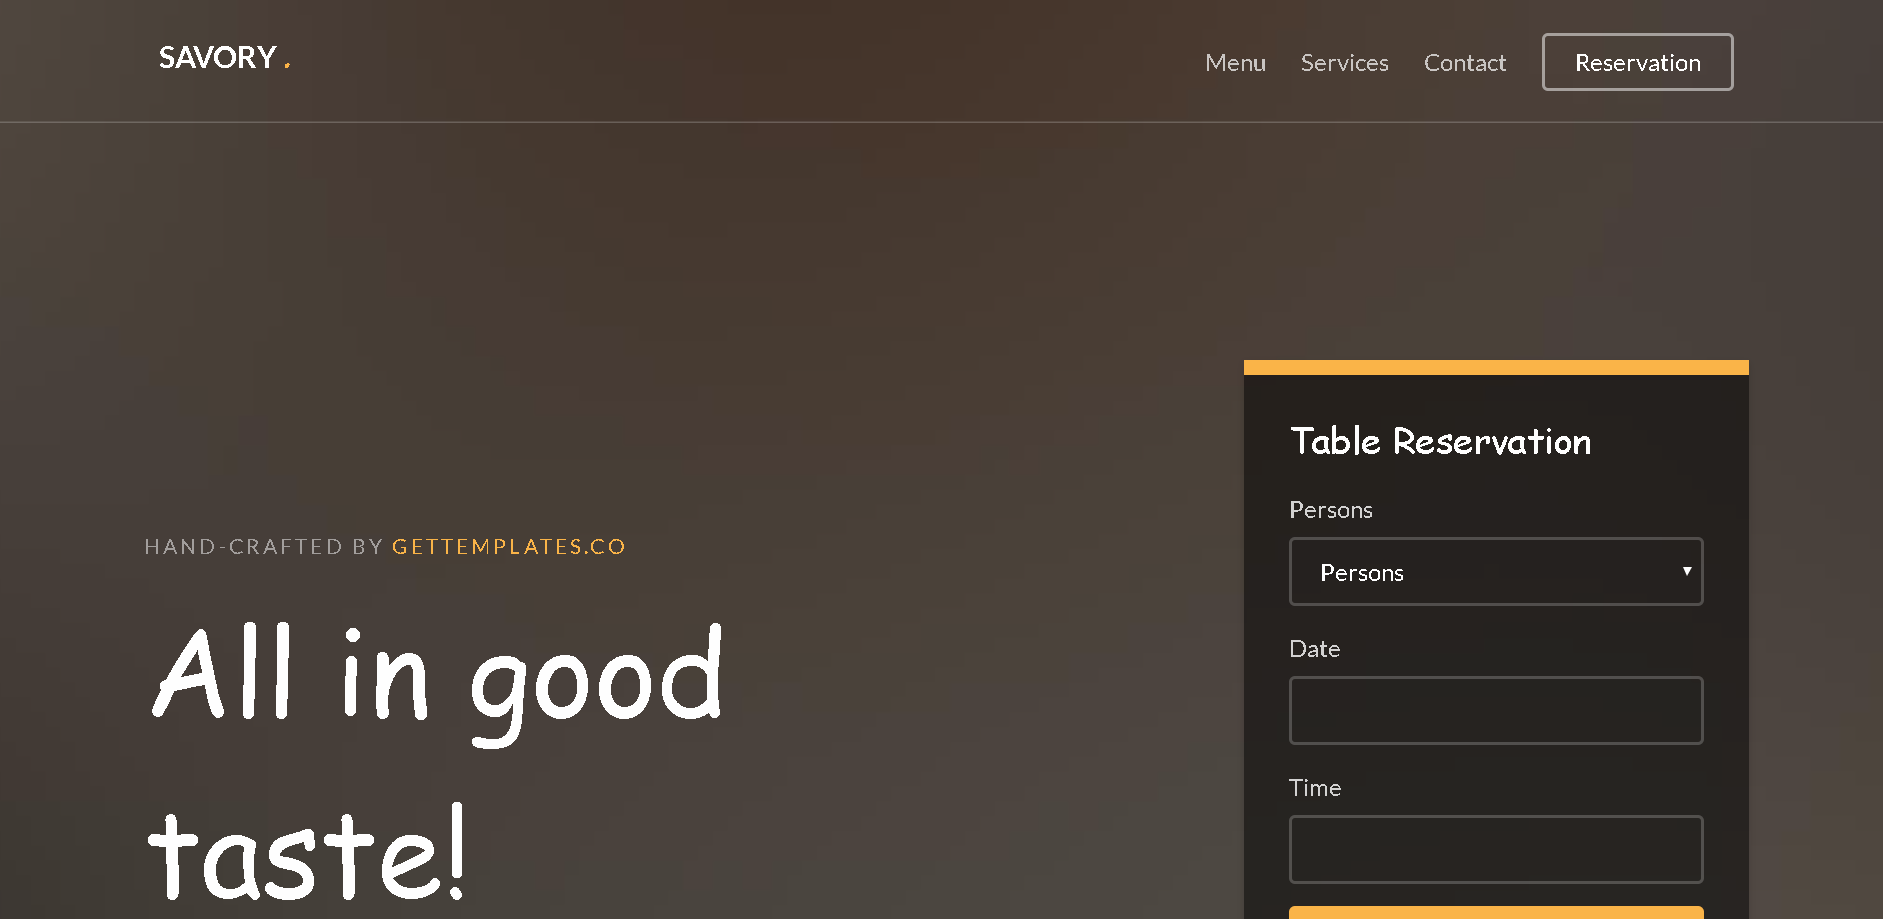 SAVORY .
Menu Services Contact Reservation
HAND-CRAFTED BY GETTEMPLATES.CO
All in good
taste!
Table Reservation
Persons
Persons
Date
Time